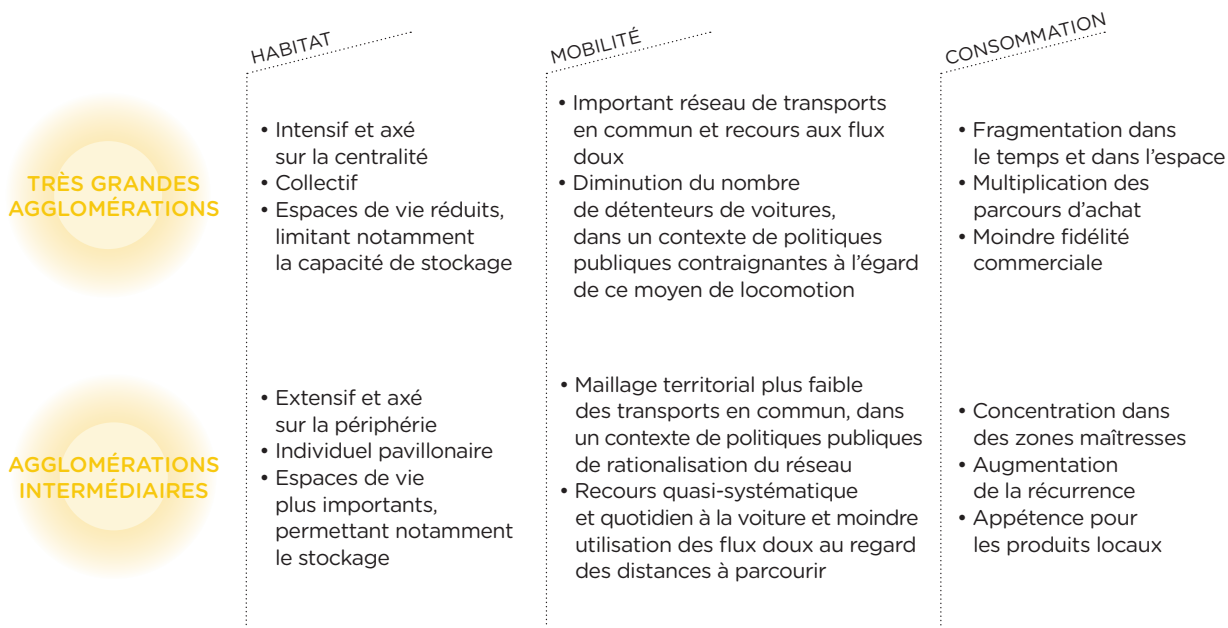 HABITAT
MOBILITÉ
CONSOMMATION
TRÈS GRANDES
AGGLOMÉRATIONS
• Intensif et axé
sur la centralité
• Collectif
• Espaces de vie réduits,
limitant notamment
la capacité de stockage
• Important réseau de transports
en commun et recours aux flux
doux
• Diminution du nombre
de détenteurs de voitures,
dans un contexte de politiques
publiques contraignantes à l’égard
de ce moyen de locomotion
• Fragmentation dans
le temps et dans l’espace
• Multiplication des
parcours d’achat
• Moindre fidélité
commerciale
AGGLOMÉRATIONS
INTERMÉDIAIRES
• Extensif et axé
sur la périphérie
• Individuel pavillonaire
• Espaces de vie
plus importants,
permettant notamment
le stockage
• Maillage territorial plus faible
des transports en commun, dans
un contexte de politiques publiques
de rationalisation du réseau
• Recours quasi-systématique
et quotidien à la voiture et moindre
utilisation des flux doux au regard
des distances à parcourir
• Concentration dans
des zones maîtresses
• Augmentation
de la récurrence
• Appétence pour
les produits locaux